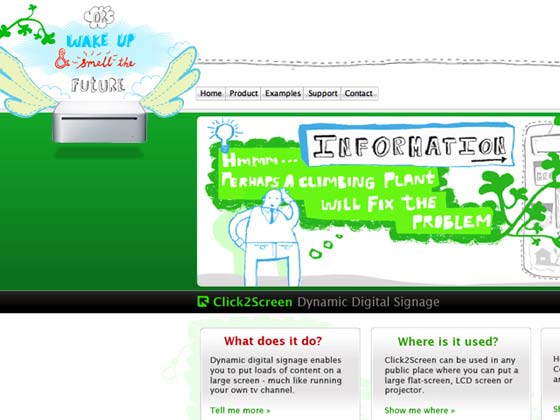 WAKE UP
& smell the
FUTURE
Home Product Examples Support Contact
INFORMATION
Hmmm...
PERHAPS A CLIMBING PLANT
WILL FIX THE
PROBLEM
Click2Screen Dynamic Digital Signage
What does it do?
Dynamic digital signage enables
you to put loads of content on a
large screen - much like running
your own tv channel.
Tell me more »
Where is it used?
Click2Screen can be used in any
public place where you can put a
large flat-screen, LCD screen or
projector.
Show me where »